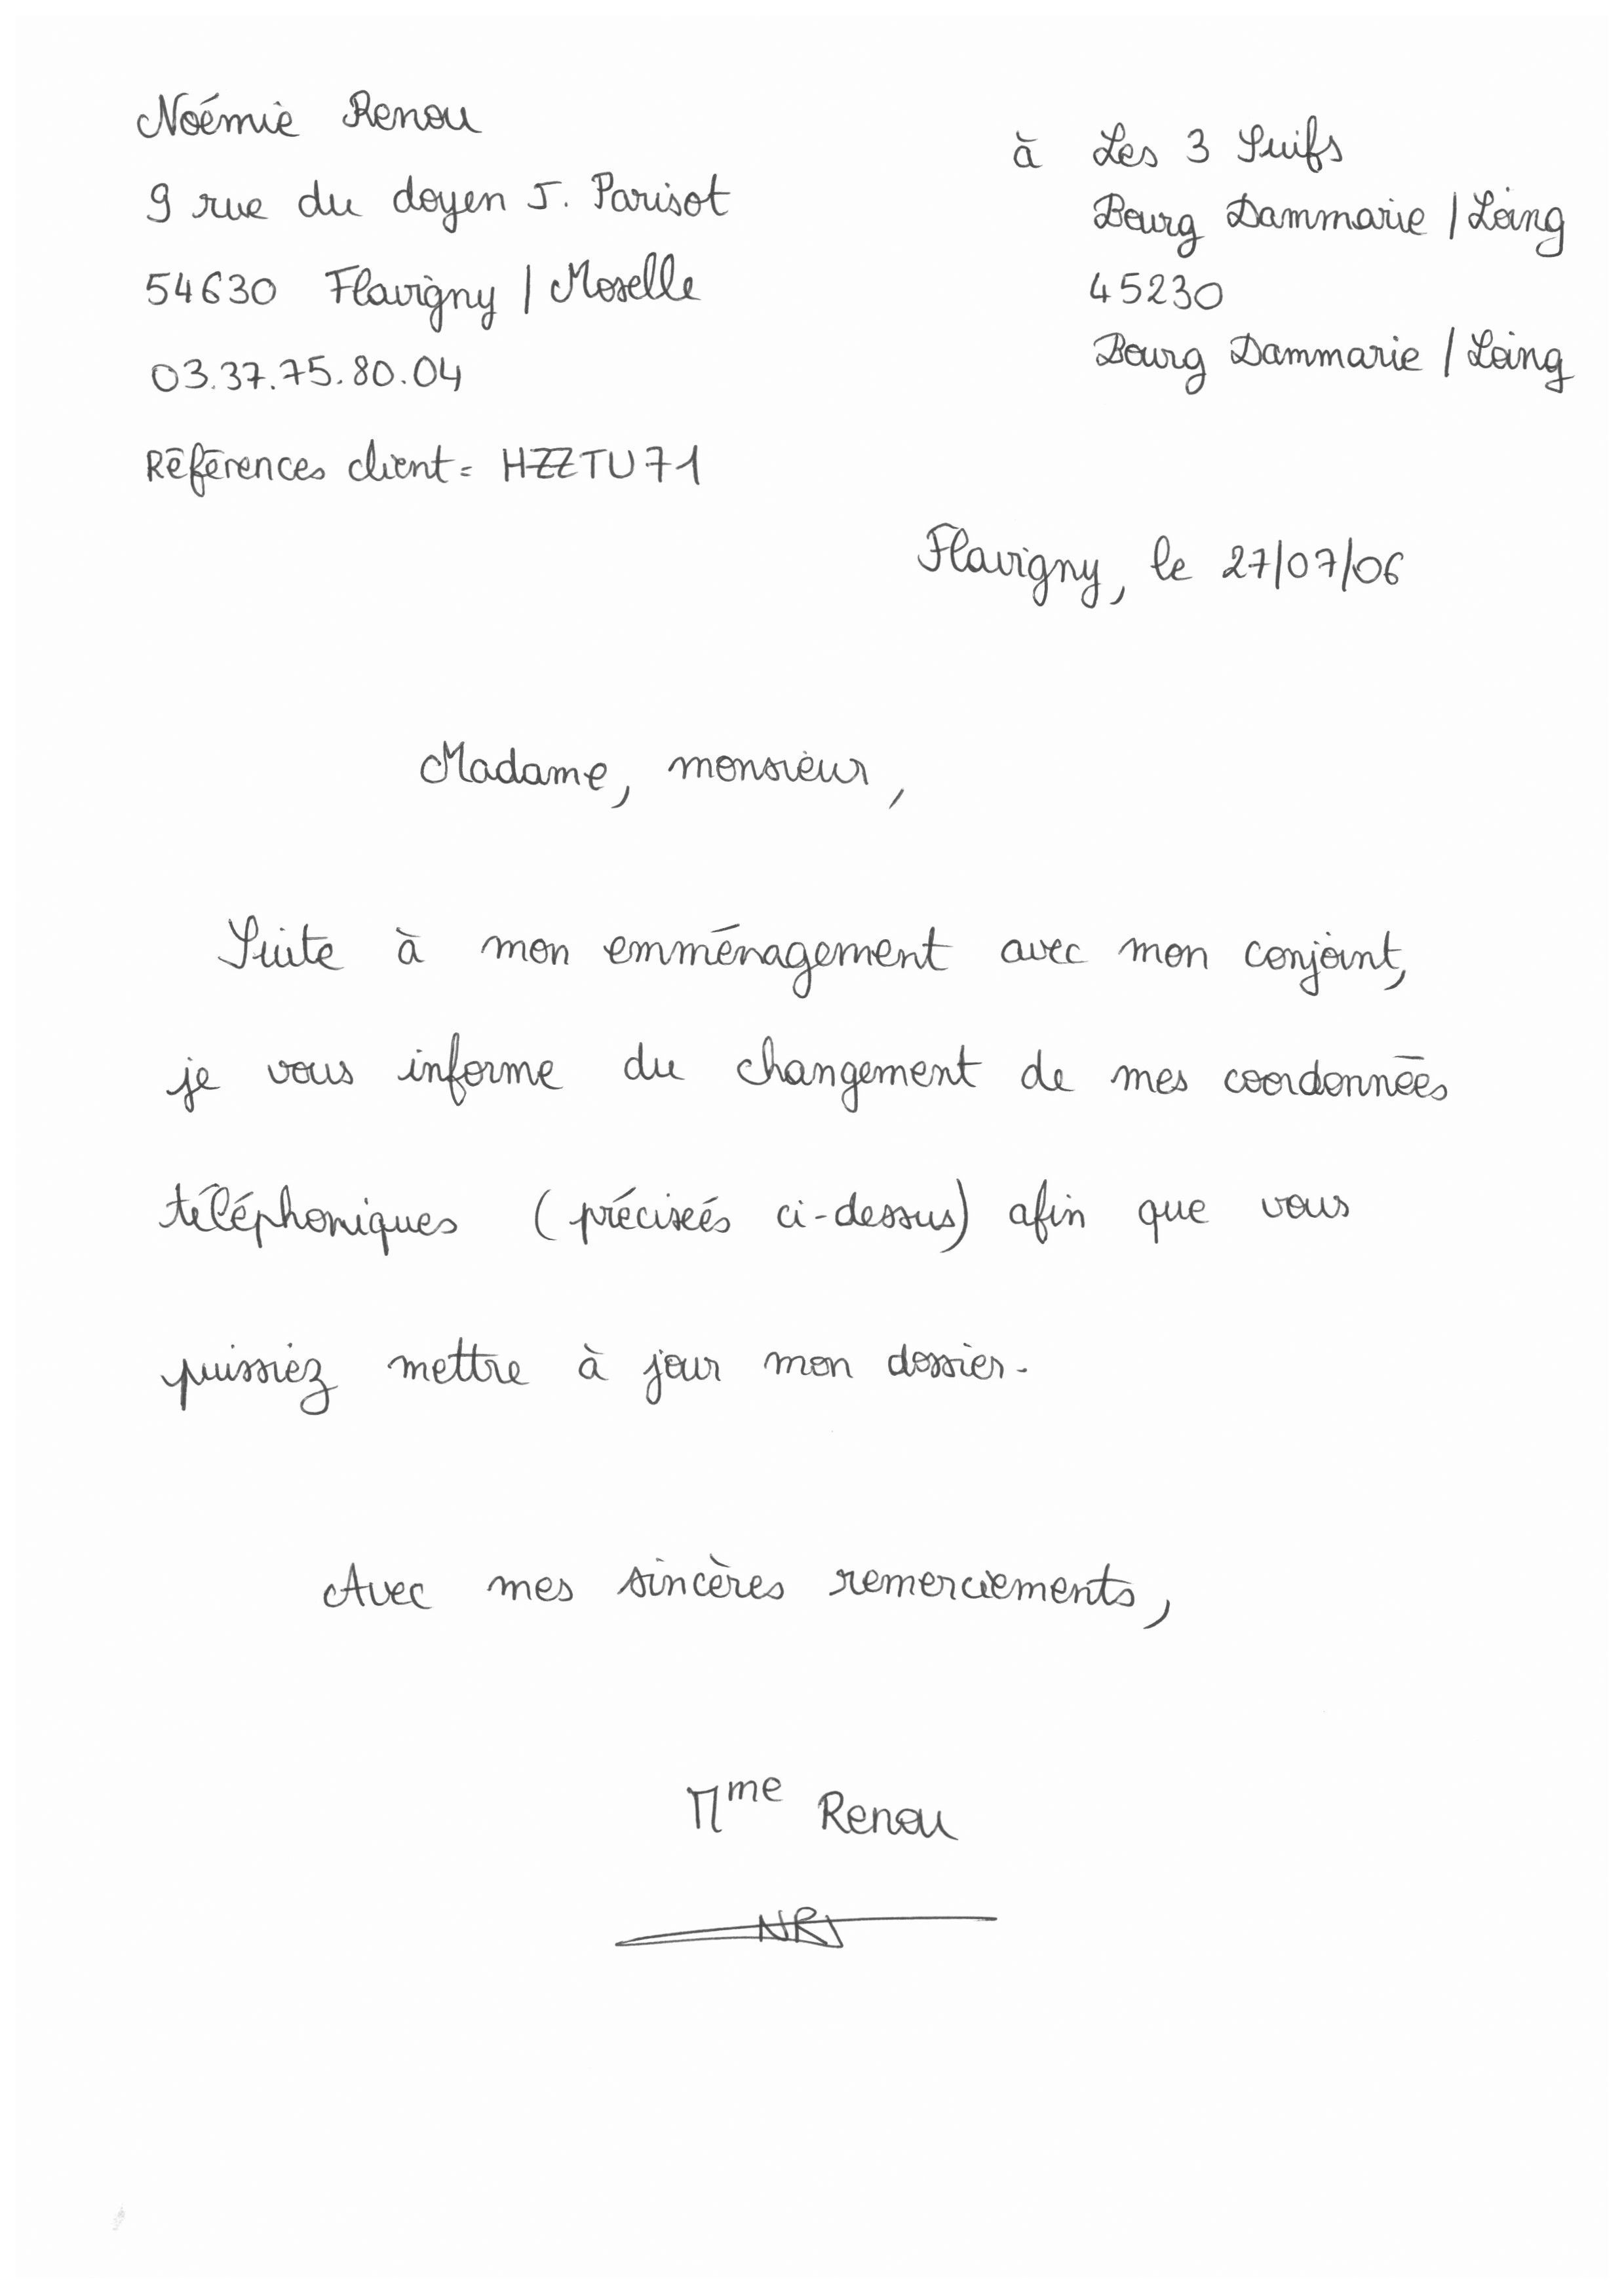 Noémie Renou
9 rue du doyen J. Parisot
54630 Flavigny / Moselle
03.37.75.80.04
Références client = HZZTU71
à Les 3 Suifs
Bourg Dammarie / Loing
45230
Bourg Dammarie / Loing
Flavigny, le 27/07/06
Madame, monsieur,
Suite à mon emménagement avec mon conjoint,
je vous informe du changement de mes coordonnées
téléphoniques (précisées ci-dessus) afin que vous
puissiez mettre à jour mon dossier.
Avec mes sincères remerciements,
Mme Renou
NR